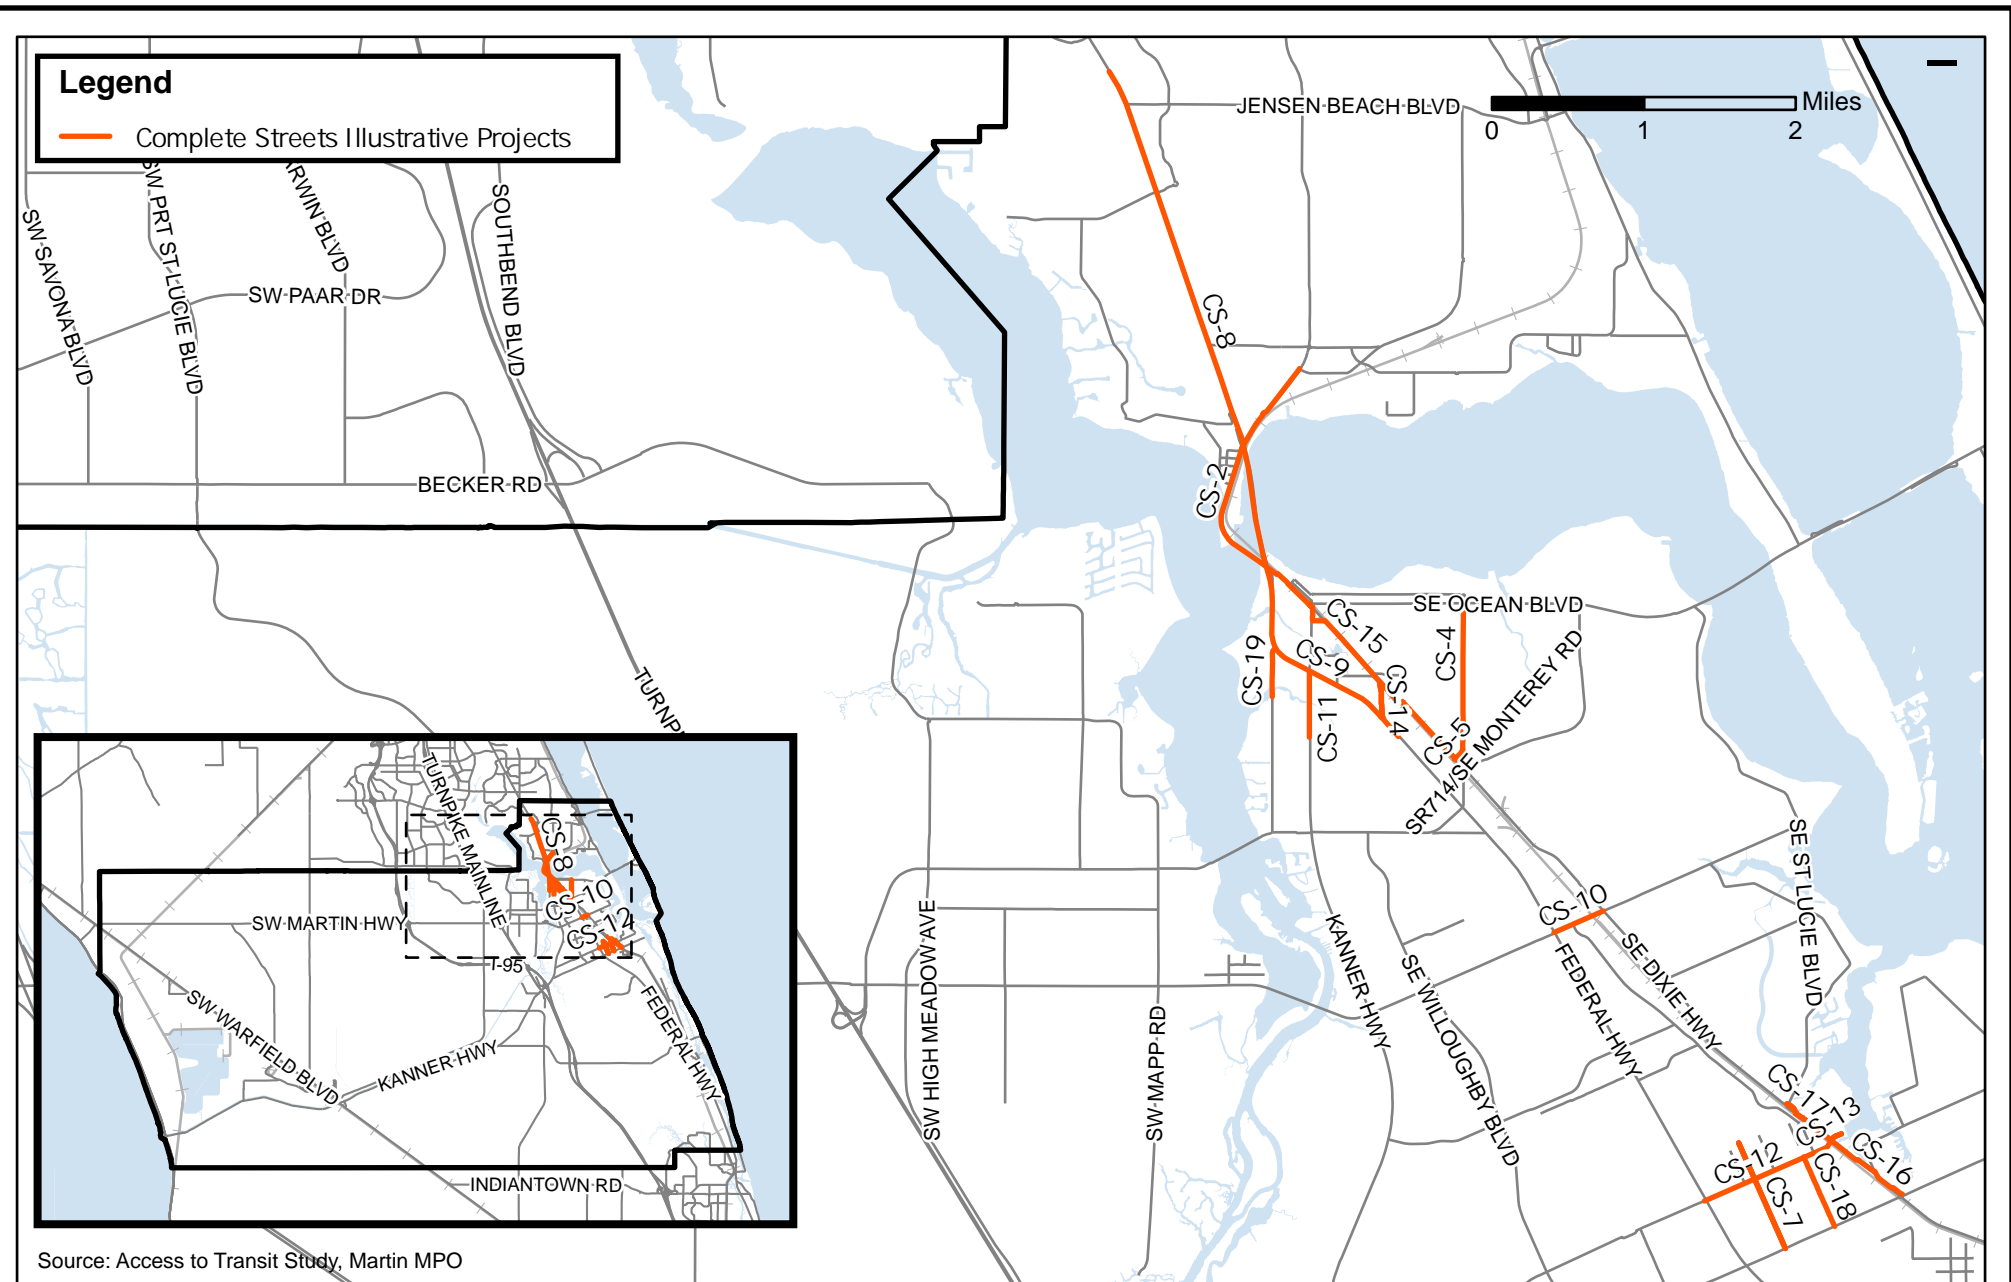 Legend
Complete Streets Illustrative Projects
JENSEN BEACH BLVD
Miles
0 1 2
SW SAVONA BLVD
SW PRT ST LUCIE BLVD
SOUTHBEND BLVD
SW PAAR DR
BECKER RD
CS-8
CS-2
SE OCEAN BLVD
CS-15
CS-4
CS-9
CS-19
CS-14
CS-11
CS-5
SR714/SE MONTEREY RD
CS-10
SE ST LUCIE BLVD
SW HIGH MEADOW AVE
KANNER HWY
SE WILLOUGHBY BLVD
FEDERAL HWY
SE DIXIE HWY
SW MAPP RD
CS-17
CS-16
CS-12
CS-18
CS-7
TURNPIKE MAINLINE
CS-8
CS-10
CS-12
SW MARTIN HWY
I-95
SW WARFIELD BLVD
KANNER HWY
FEDERAL HWY
INDIANTOWN RD
Source: Access to Transit Study, Martin MPO